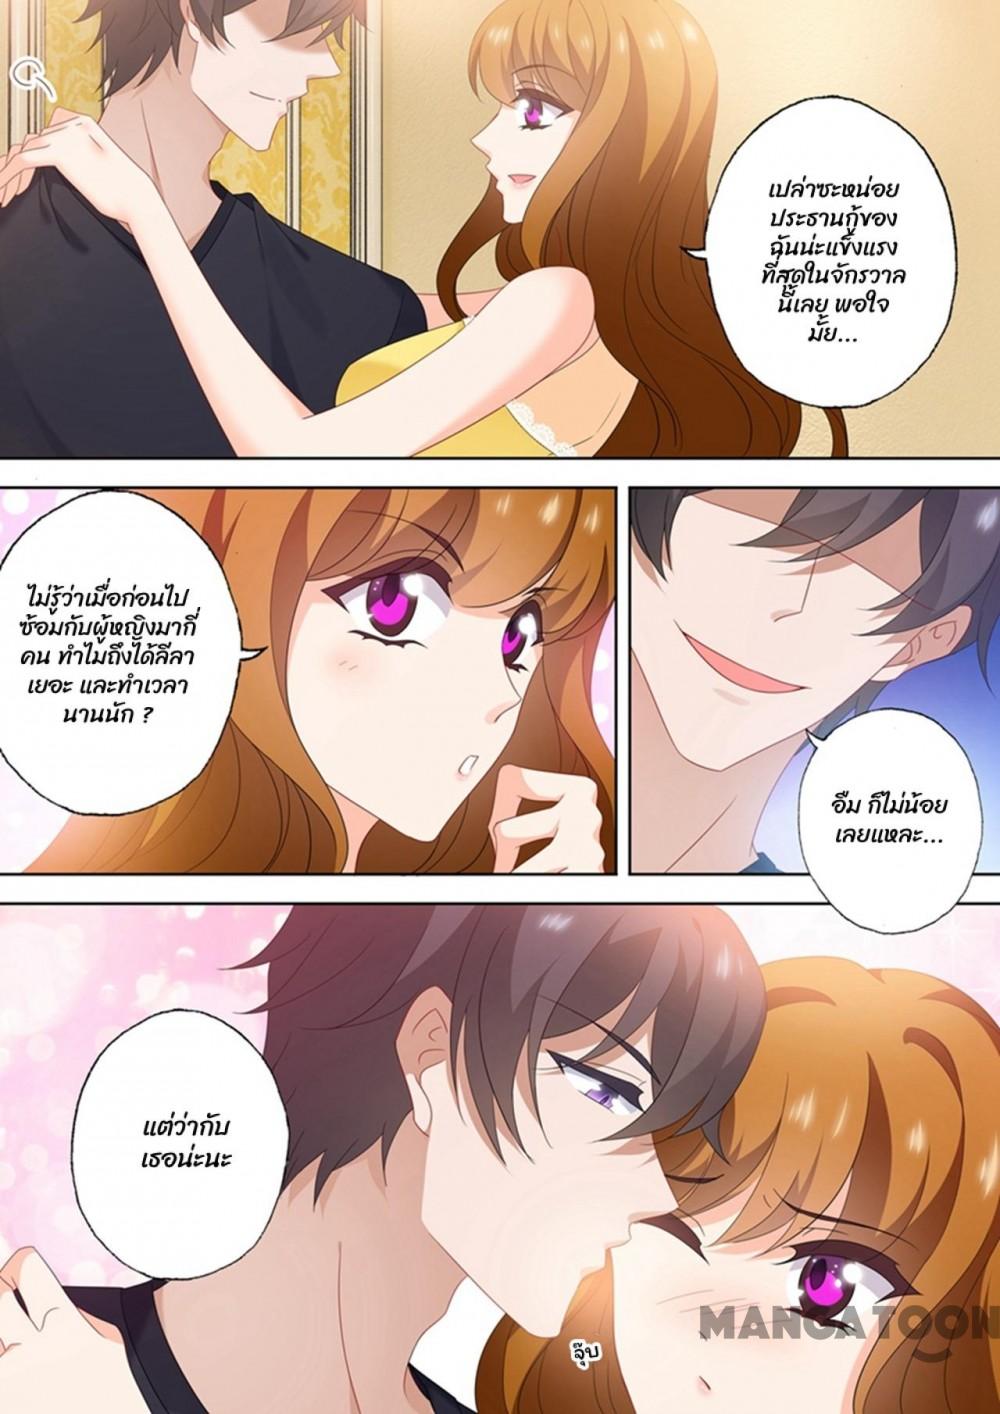 เปล่าซะหน่อย
ประธานกู้ของ
ฉันน่ะแข็งแรง
ที่สุดในจักรวาล
นี้เลย พอใจ
มั้ย...
ไม่รู้ว่าเมื่อก่อนไป
ซ้อมกับผู้หญิงมากี่
คน ทำไมถึงได้ลีลา
เยอะ และทำเวลา
นานนัก ?
อืม ก็ไม่น้อย
เลยแหละ...
แต่ว่ากับ
เธอน่ะนะ
จุ๊บ
MANGATOON